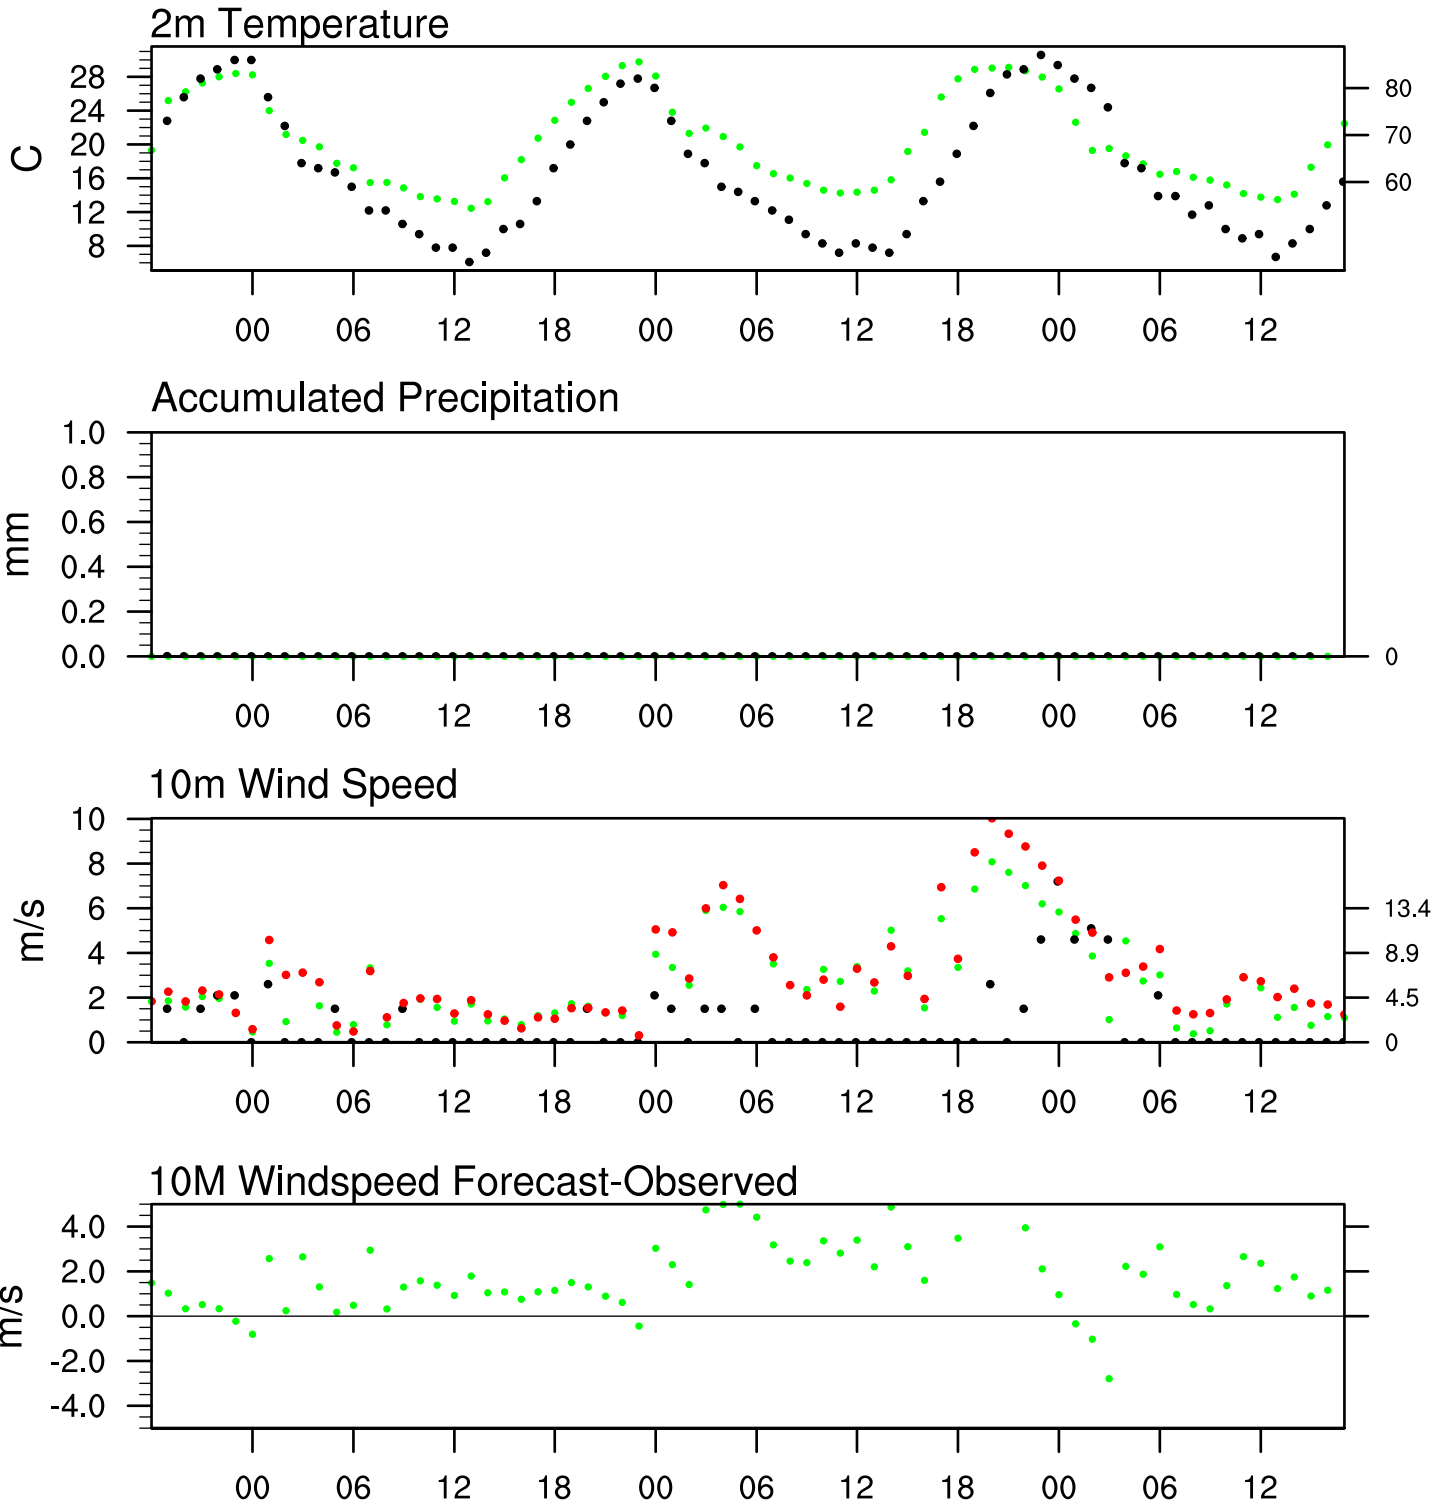 2m Temperature
C
28
24
20
16
12
8
80
70
60
00 06 12 18 00 06 12 18 00 06 12
Accumulated Precipitation
mm
1.0
0.8
0.6
0.4
0.2
0.0
0
00 06 12 18 00 06 12 18 00 06 12
10m Wind Speed
m/s
10
8
6
4
2
0
13.4
8.9
4.5
0
00 06 12 18 00 06 12 18 00 06 12
10M Windspeed Forecast-Observed
m/s
4.0
2.0
0.0
-2.0
-4.0
00 06 12 18 00 06 12 18 00 06 12